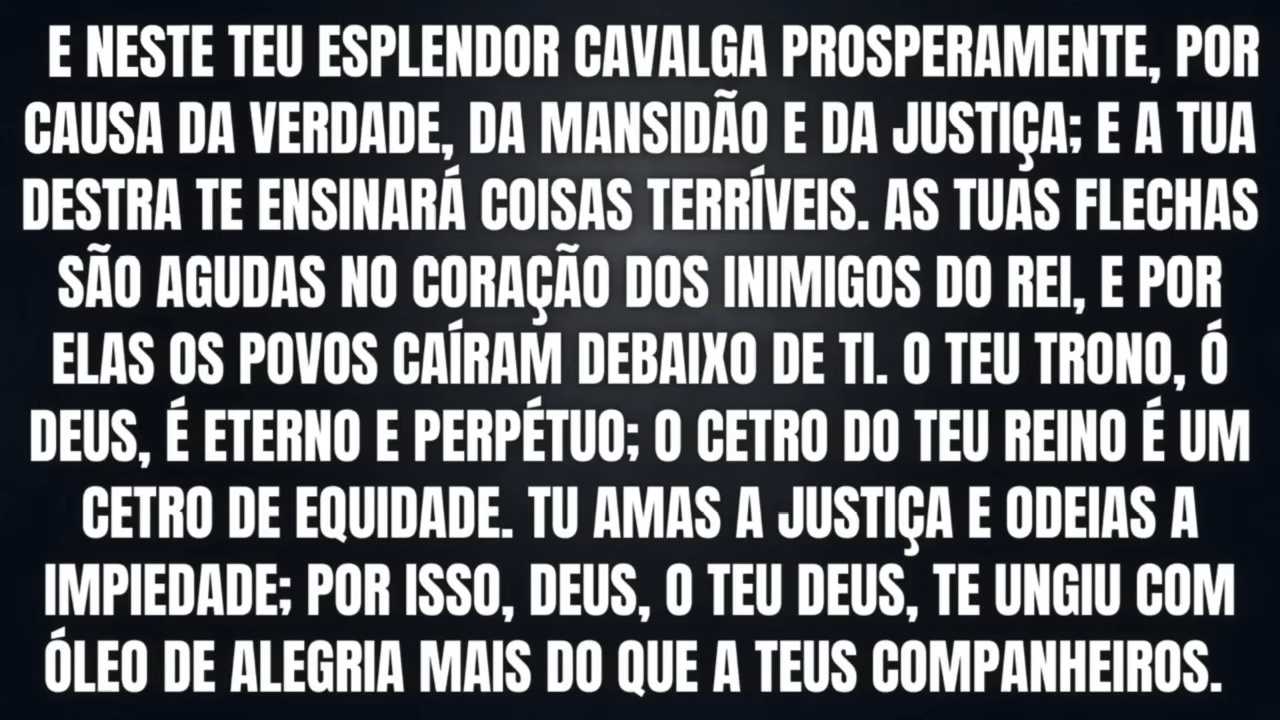 E NESTE TEU ESPLENDOR CAVALGA PROSPERAMENTE, POR
CAUSA DA VERDADE, DA MANSIDÃO E DA JUSTIÇA; E A TUA
DESTRA TE ENSINARÁ COISAS TERRÍVEIS. AS TUAS FLECHAS
SÃO AGUDAS NO CORAÇÃO DOS INIMIGOS DO REI, E POR
ELAS OS POVOS CAÍRAM DEBAIXO DE TI. O TEU TRONO, Ó
DEUS, É ETERNO E PERPÉTUO; O CETRO DO TEU REINO É UM
CETRO DE EQUIDADE. TU AMAS A JUSTIÇA E ODEIAS A
IMPIEDADE; POR ISSO, DEUS, O TEU DEUS, TE UNGIU COM
ÓLEO DE ALEGRIA MAIS DO QUE A TEUS COMPANHEIROS.